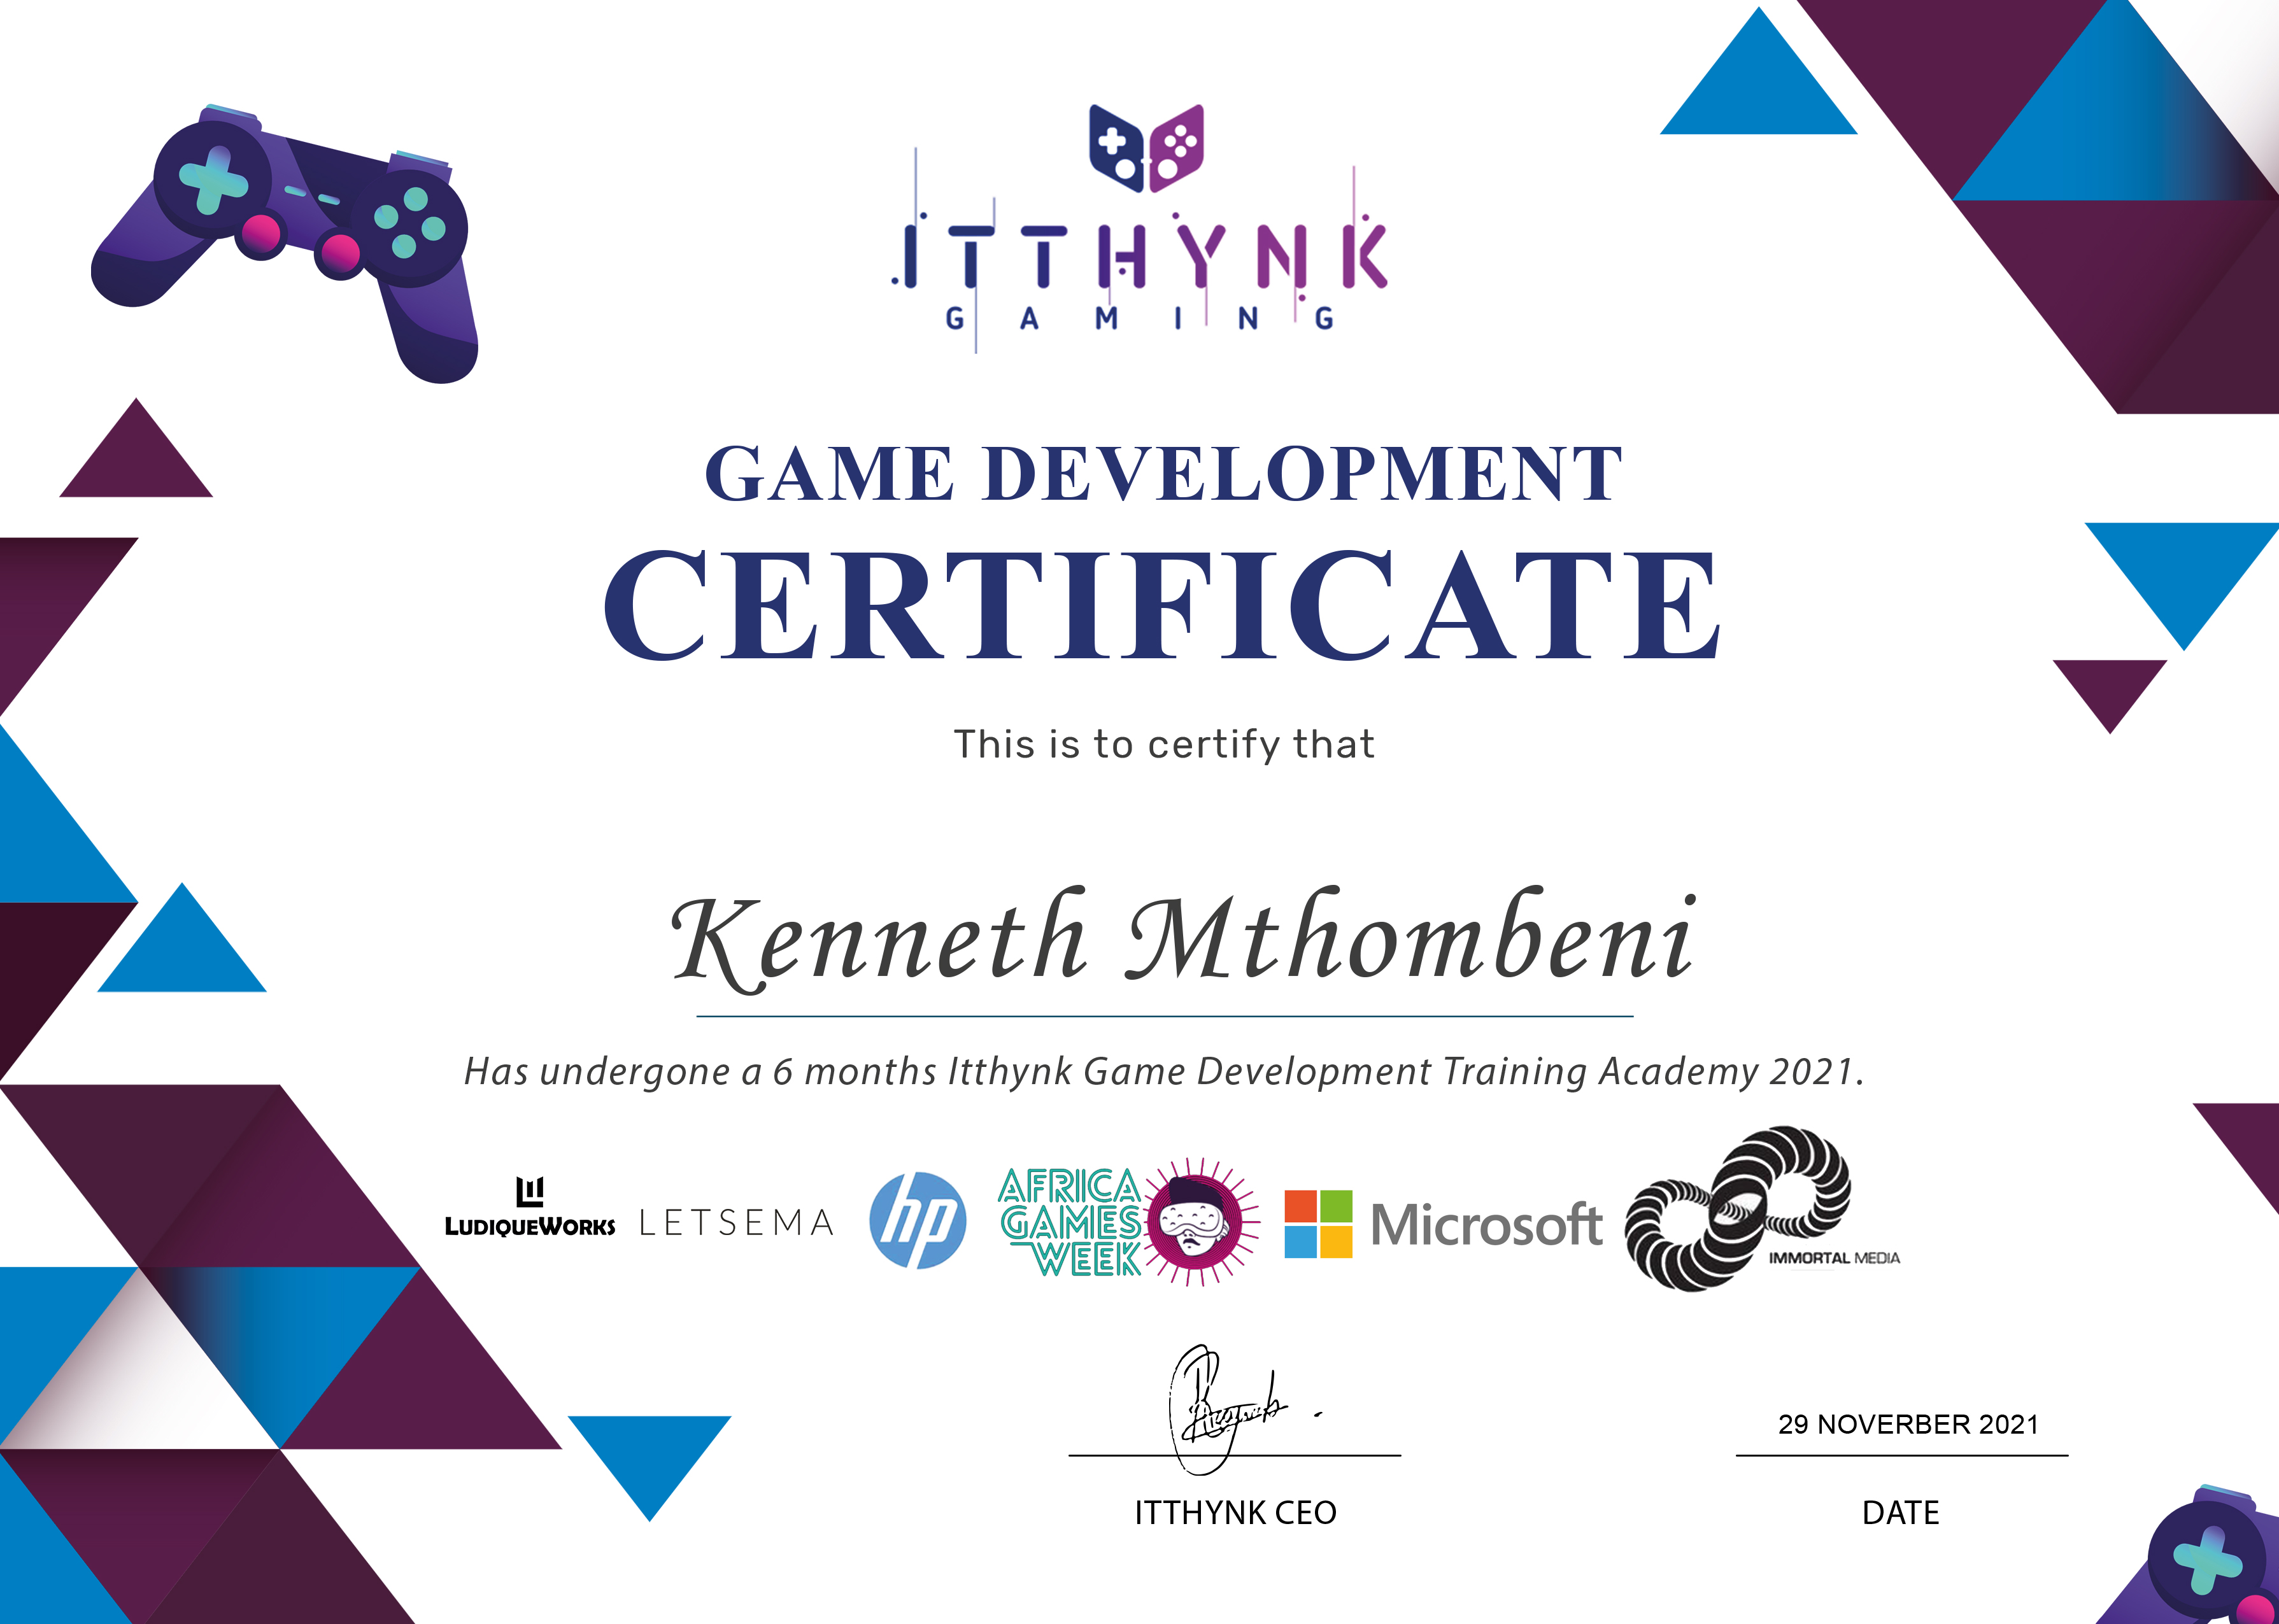 ITTHYNK
GAMING
GAME DEVELOPMENT
CERTIFICATE
This is to certify that
Kenneth Mthombeni
Has undergone a 6 months Itthynk Game Development Training Academy 2021.
LUDIQUEWORKS
LETSEMA
hp
AFRICA
GAMES
WEEK
Microsoft
IMMORTAL MEDIA
29 NOVERBER 2021
ITTHYNK CEO
DATE